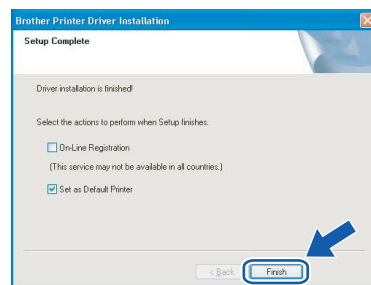 Brother Printer Driver Installation
Setup Complete
Driver installation is finished!
Select the actions to perform when Setup finishes.
On-Line Registration
(This service may not be available in all countries.)
Set as Default Printer
< Back
Finish